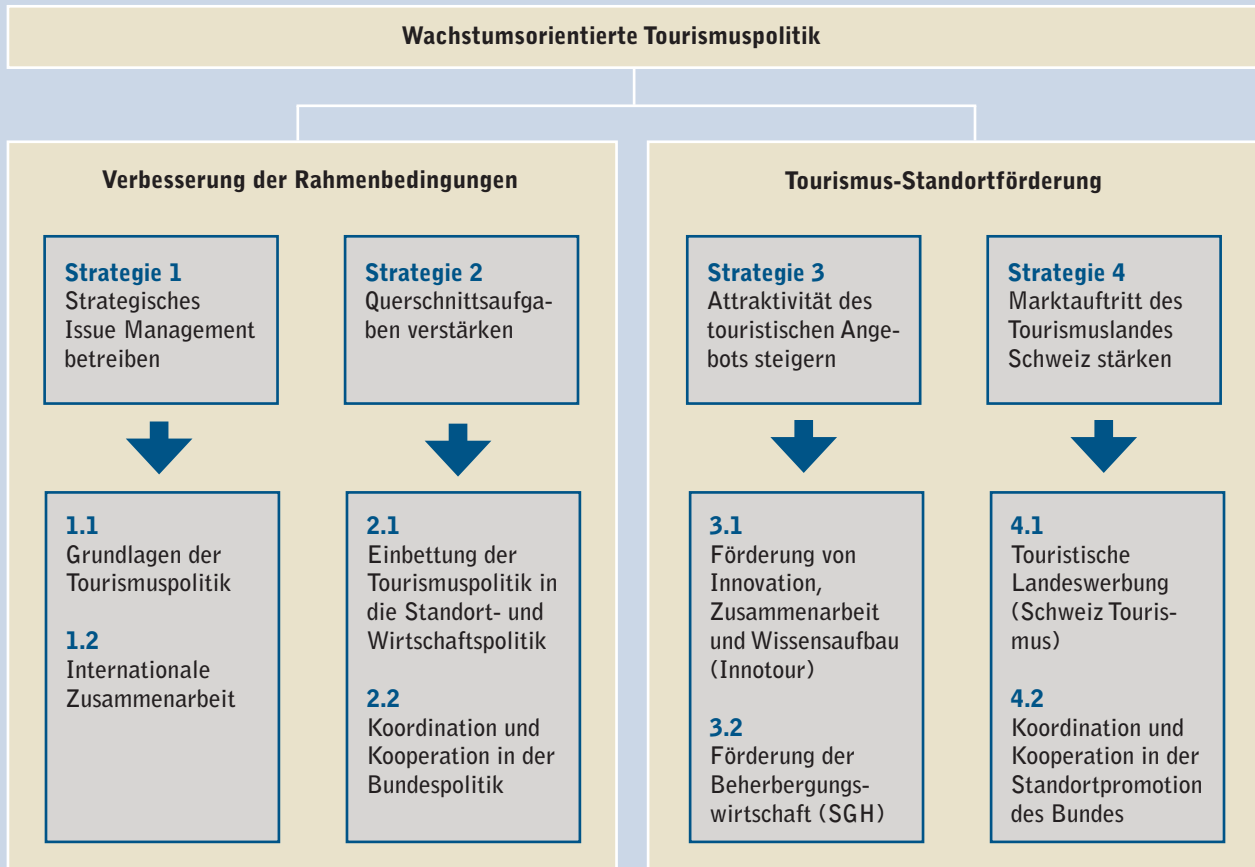 Wachstumsorientierte Tourismuspolitik
Verbesserung der Rahmenbedingungen
Strategie 1
Strategisches
Issue Management
betreiben
Strategie 2
Querschnittsaufga-
ben verstärken
1.1
Grundlagen der
Tourismuspolitik
1.2
Internationale
Zusammenarbeit
2.1
Einbettung der
Tourismuspolitik in
die Standort- und
Wirtschaftspolitik
2.2
Koordination und
Kooperation in der
Bundespolitik
Tourismus-Standortförderung
Strategie 3
Attraktivität des
touristischen Ange-
bots steigern
Strategie 4
Marktauftritt des
Tourismuslandes
Schweiz stärken
3.1
Förderung von
Innovation,
Zusammenarbeit
und Wissensaufbau
(Innotour)
3.2
Förderung der
Beherbergungs-
wirtschaft (SGH)
4.1
Touristische
Landeswerbung
(Schweiz Touris-
mus)
4.2
Koordination und
Kooperation in der
Standortpromotion
des Bundes